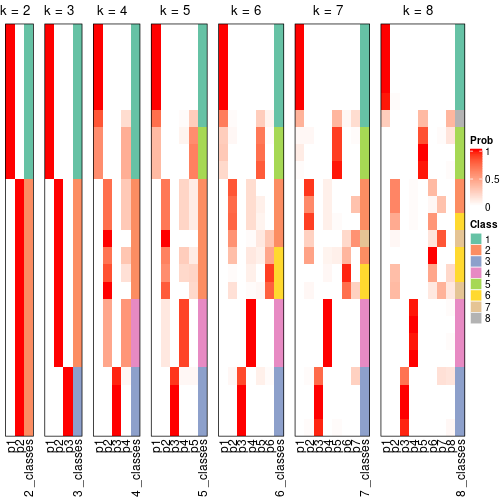 k = 2 k = 3 k = 4 k = 5 k = 6 k = 7 k = 8
Prob
1
0.5
0
Class
1
2
3
4
5
6
7
8
p1 p2 2_classes p1 p2 p3 3_classes p1 p2 p3 p4 4_classes p1 p2 p3 p4 p5 5_classes p1 p2 p3 p4 p5 p6 6_classes p1 p2 p3 p4 p5 p6 p7 7_classes p1 p2 p3 p4 p5 p6 p7 p8 8_classes